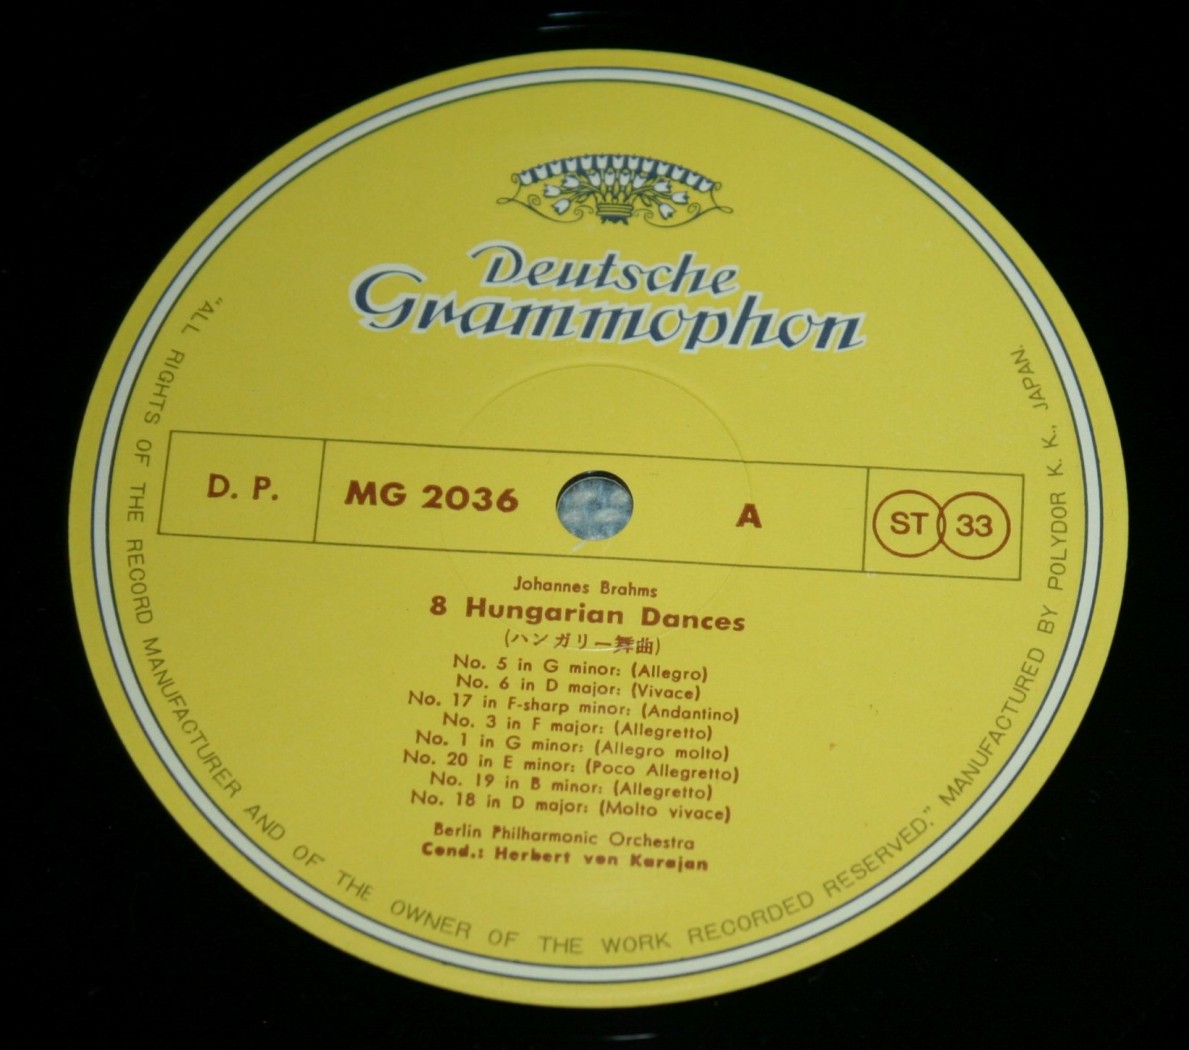 Deutsche
Grammophon
D. P. MG 2036 A ST 33
Johannes Brahms
8 Hungarian Dances
(ハンガリー舞曲)
No. 5 in G minor: (Allegro)
No. 6 in D major: (Vivace)
No. 17 in F-sharp minor: (Andantino)
No. 3 in F major: (Allegretto)
No. 1 in G minor: (Allegro molto)
No. 20 in E minor: (Poco Allegretto)
No. 19 in B minor: (Allegretto)
No. 18 in D major: (Molto vivace)
Berlin Philharmonic Orchestra
Cond.: Herbert von Karajan
"ALL RIGHTS OF THE RECORD MANUFACTURER AND OF THE OWNER OF THE WORK RECORDED RESERVED." MANUFACTURED BY POLYDOR K. K., JAPAN.